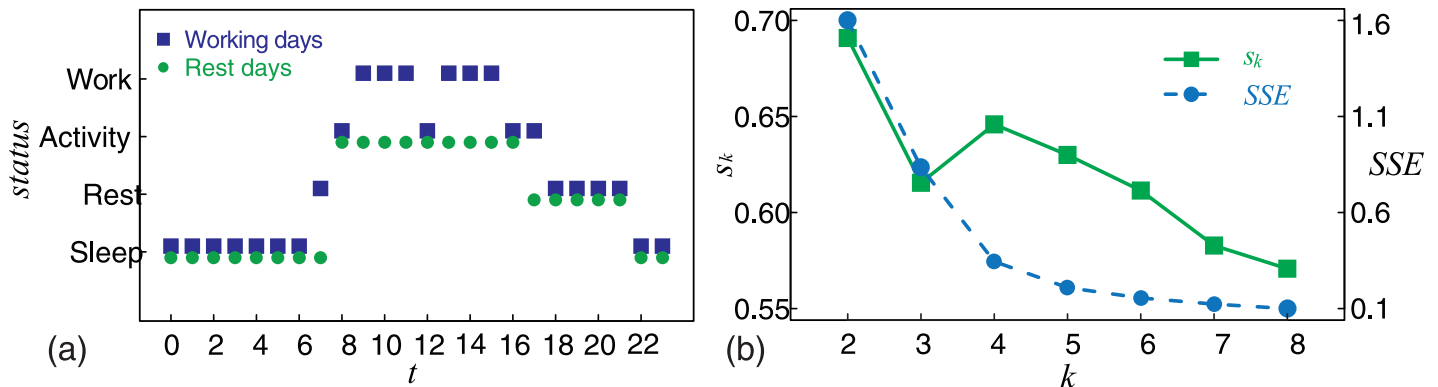 Working days
Rest days
Work
Activity
Rest
Sleep
status
0 2 4 6 8 10 12 14 16 18 20 22
t
(a)
0.70
0.65
0.60
0.55
s_k
s_k
SSE
1.6
1.1
0.6
0.1
SSE
2 3 4 5 6 7 8
k
(b)